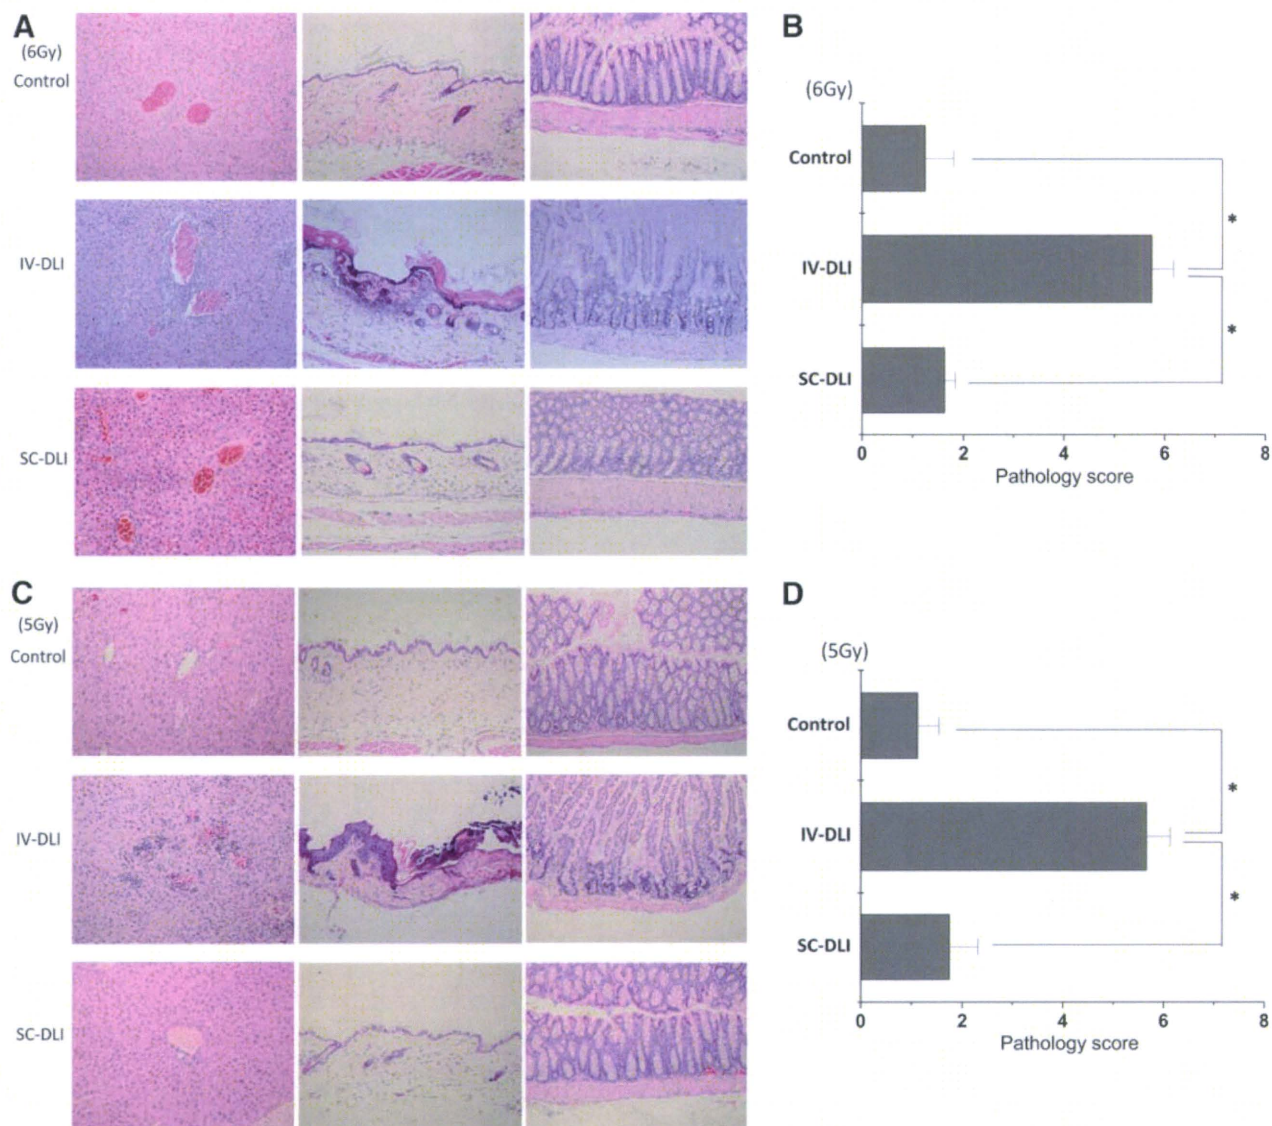 A
(6Gy)
Control
IV-DLI
SC-DLI
B
(6Gy)
Control
IV-DLI
SC-DLI
*
*
0 2 4 6 8
Pathology score
C
(5Gy)
Control
IV-DLI
SC-DLI
D
(5Gy)
Control
IV-DLI
SC-DLI
*
*
0 2 4 6 8
Pathology score